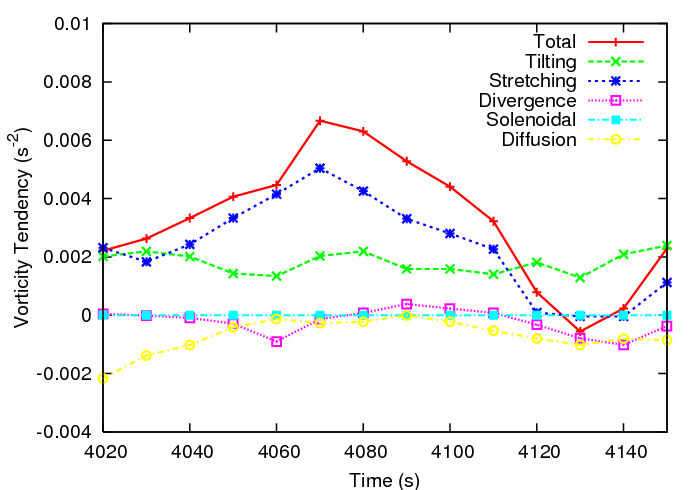 0.01
0.008
0.006
0.004
0.002
0
-0.002
-0.004
Vorticity Tendency (s-2)
Total
Tilting
Stretching
Divergence
Solenoidal
Diffusion
4020 4040 4060 4080 4100 4120 4140
Time (s)